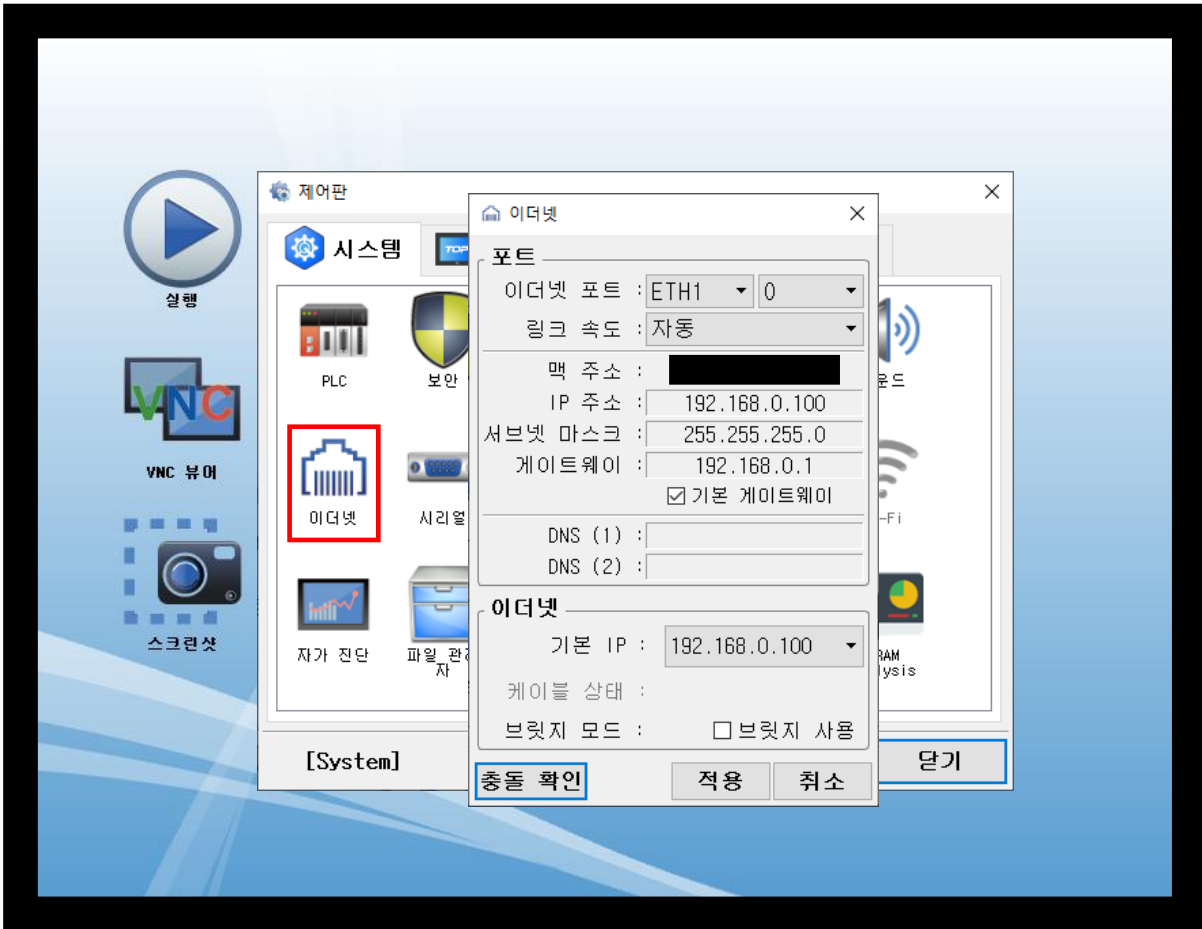 실행
VNC
VNC 뷰어
스크린샷
제어판
시스템
TOP
PLC
보안
이더넷
시리얼
자가 진단
파일 관
자
[System]
닫기
이더넷
포트
이더넷 포트 : ETH1 0
링크 속도 : 자동
맥 주소 :
IP 주소 : 192.168.0.100
서브넷 마스크 : 255.255.255.0
게이트웨이 : 192.168.0.1
기본 게이트웨이
DNS (1) :
DNS (2) :
이더넷
기본 IP : 192.168.0.100
케이블 상태 :
브릿지 모드 : 브릿지 사용
충돌 확인 적용 취소
운드
-Fi
RAM
lysis